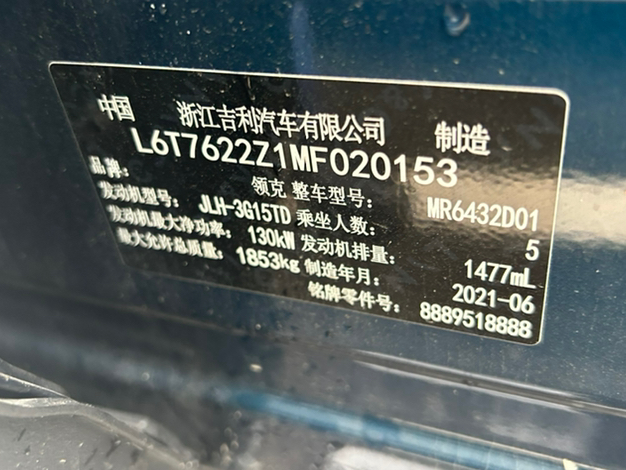 中国 浙江吉利汽车有限公司 制造
L6T7622Z1MF020153
品牌: 领克 整车型号: MR6432D01
发动机型号: JLH-3G15TD 乘坐人数: 5
发动机最大净功率: 130kW 发动机排量: 1477mL
最大允许总质量: 1853kg 制造年月: 2021-06
铭牌零件号: 8889518888